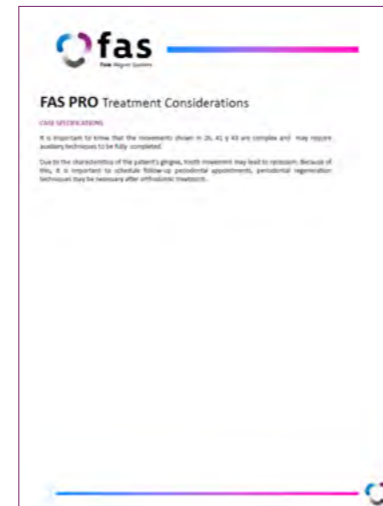 fas
Face Aligner Systems
FAS PRO Treatment Considerations
CASE SPECIFICATIONS
It is important to know that the movements shown in 26, 41 y 43 are complex and may require
auxiliary techniques to be fully completed.
Due to the characteristics of the patient's gingiva, tooth movement may lead to recession. Because of
this, it is important to schedule follow-up periodontal appointments, periodontal regeneration
techniques may be necessary after orthodontic treatment.